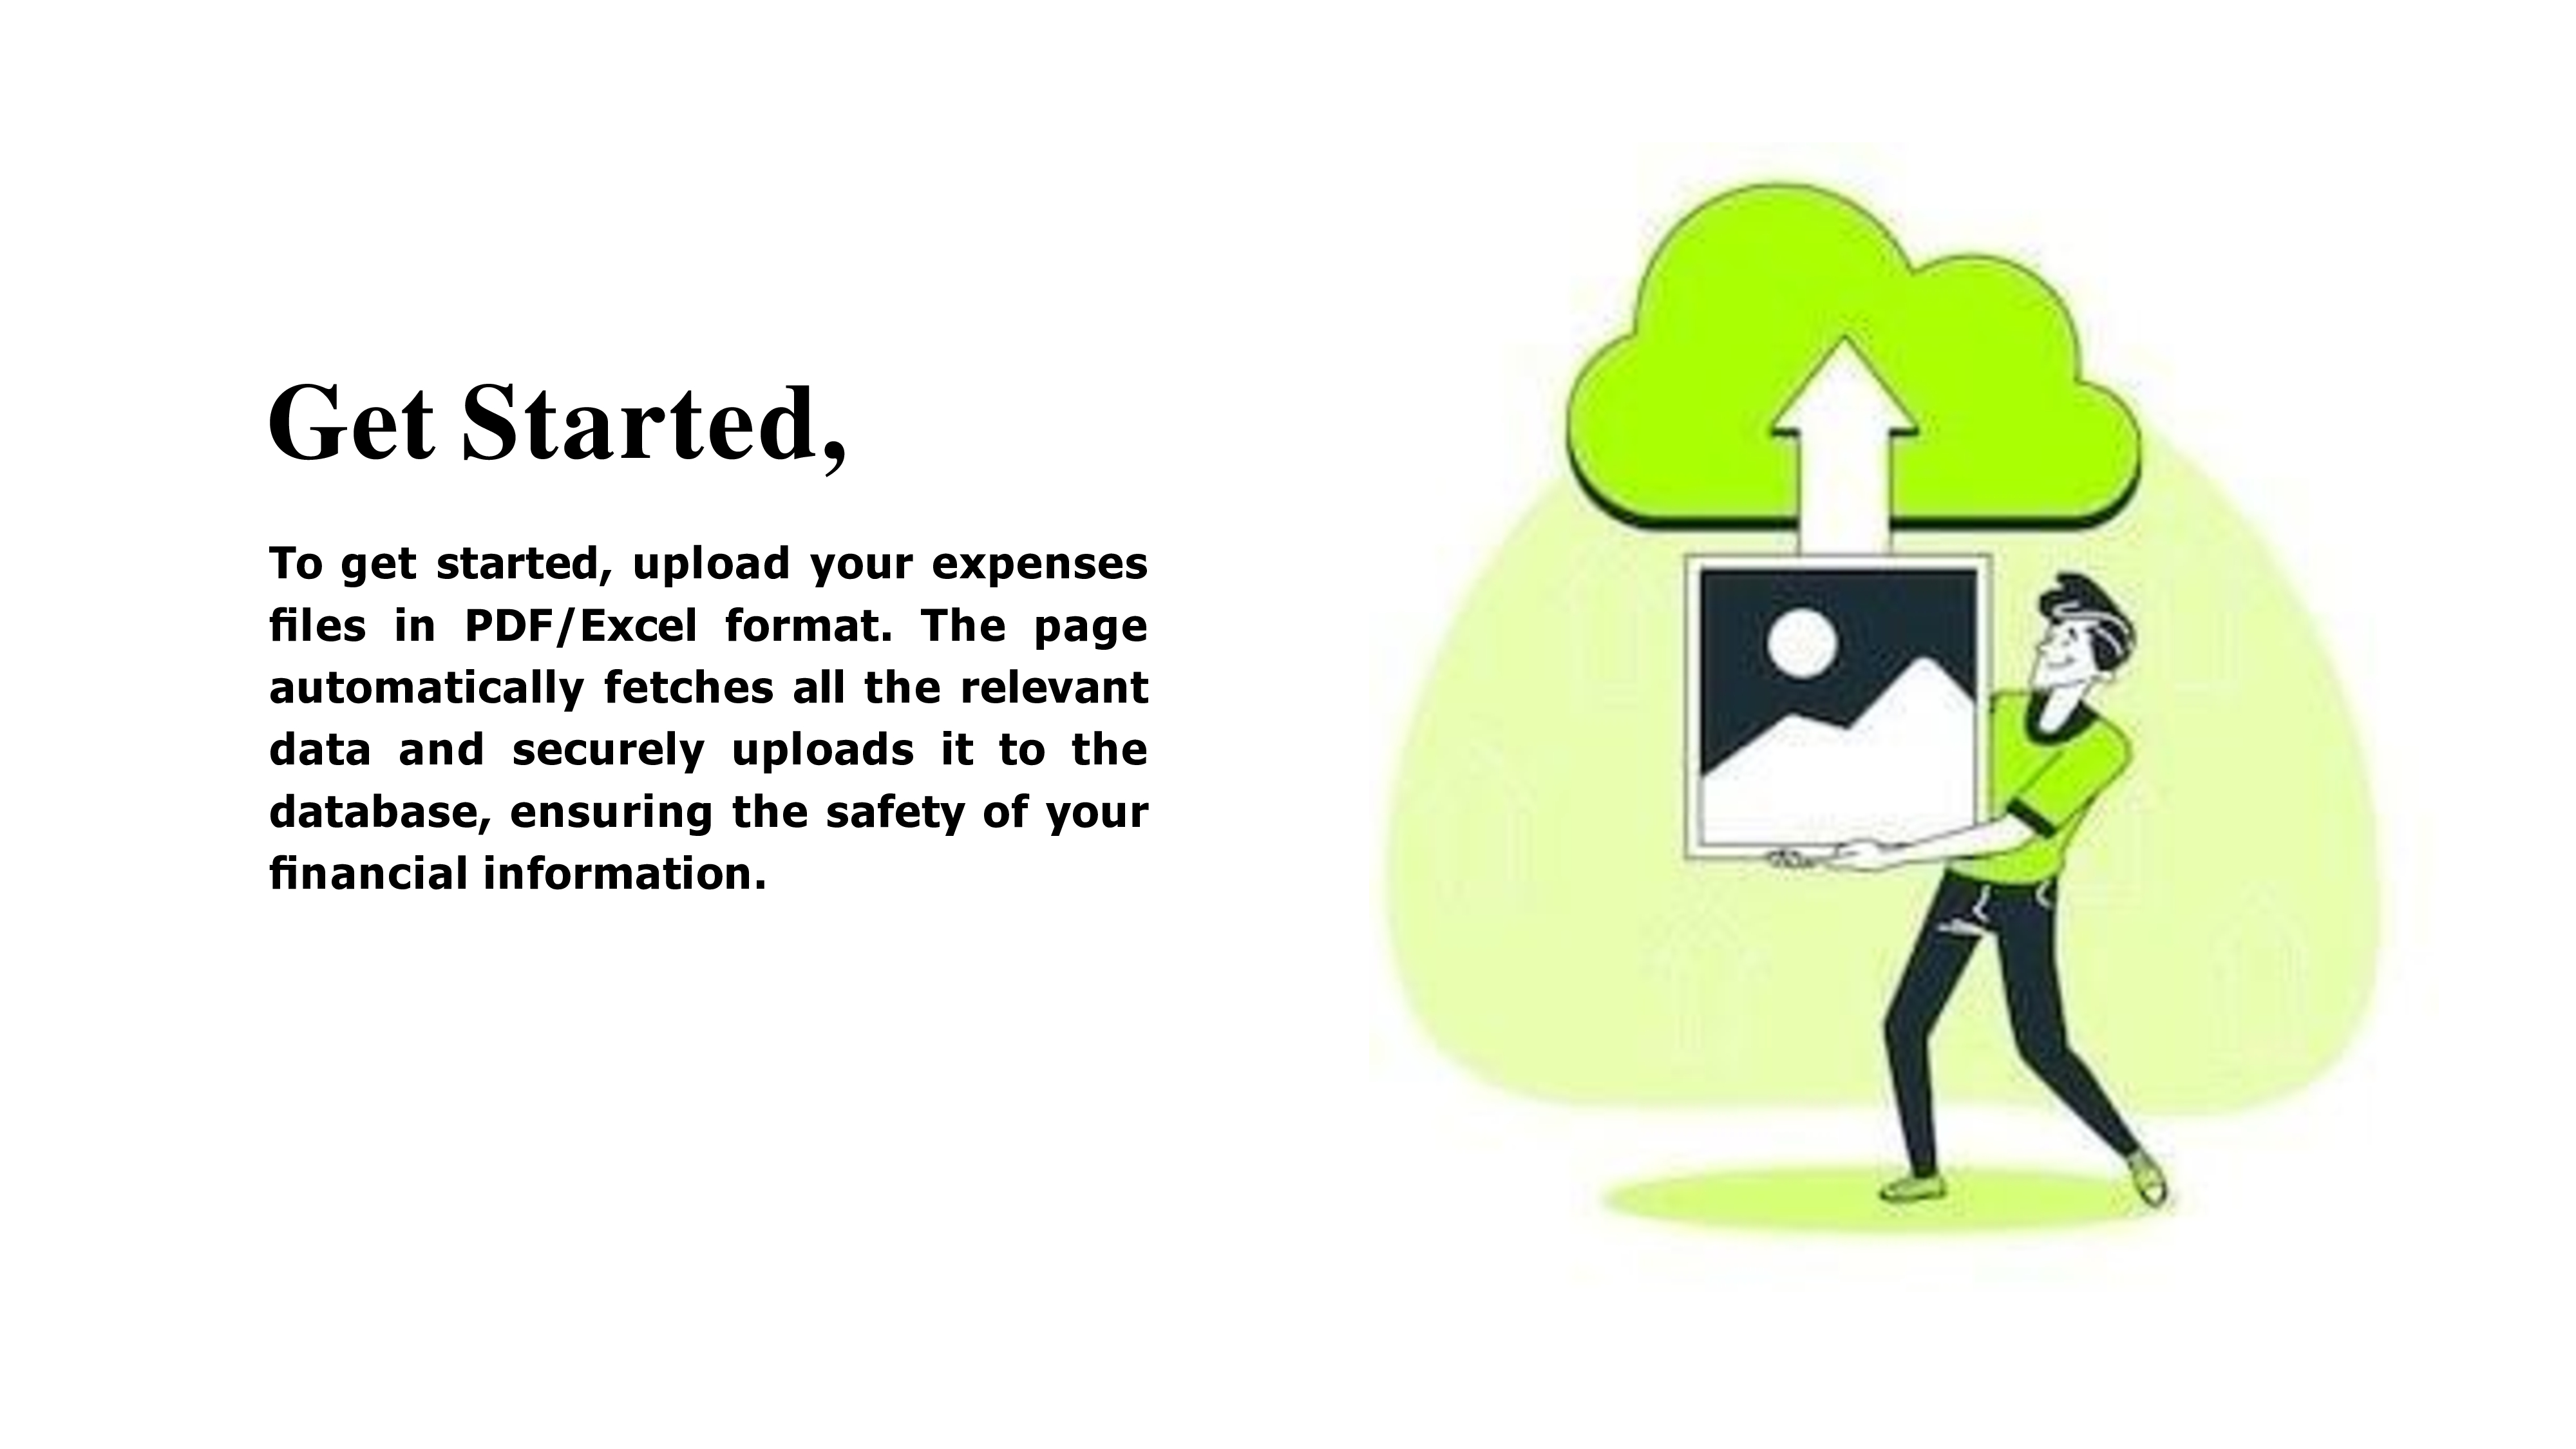 Get Started,
To get started, upload your expenses
files in PDF/Excel format. The page
automatically fetches all the relevant
data and securely uploads it to the
database, ensuring the safety of your
financial information.